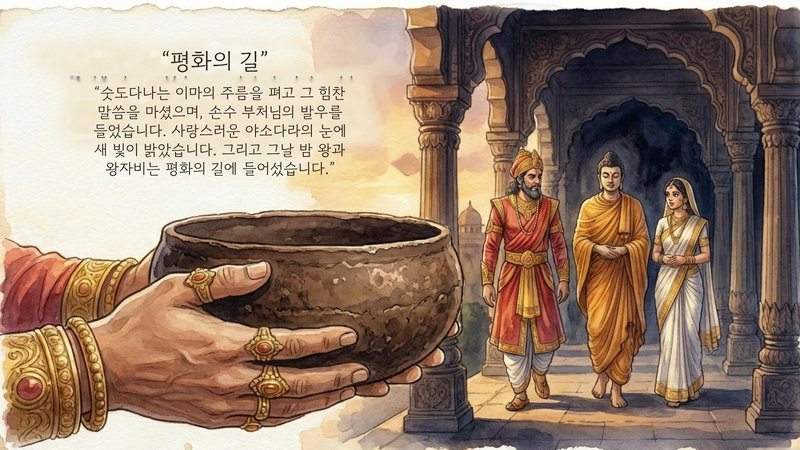 “평화의 길”
“숫도다나는 이마의 주름을 펴고 그 힘찬
말씀을 마셨으며, 손수 부처님의 발우를
들었습니다. 사랑스러운 야소다라의 눈에
새 빛이 밝았습니다. 그리고 그날 밤 왕과
왕자비는 평화의 길에 들어섰습니다.”